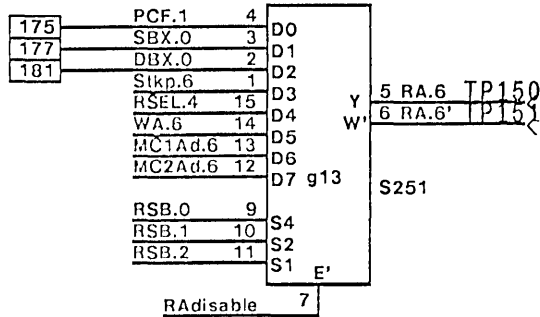 175 PCF.1 4 D0
177 SBX.0 3 D1
181 DBX.0 2 D2
Stkp.6 1 D3
RSEL.4 15 D4
WA.6 14 D5
MC1Ad.6 13 D6
MC2Ad.6 12 D7
g13
Y 5 RA.6 TP150
W' 6 RA.6' TP151
S251
RSB.0 9 S4
RSB.1 10 S2
RSB.2 11 S1
E'
RAdisable 7